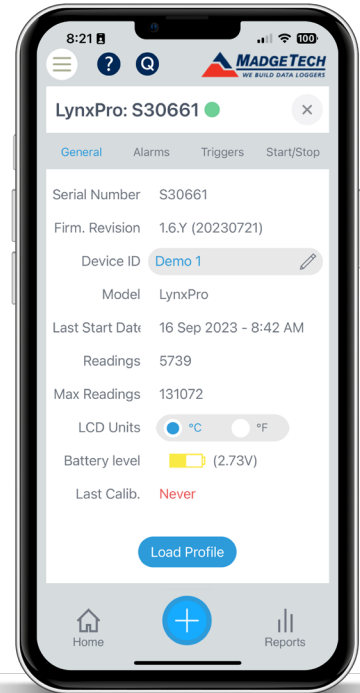 8:21
100
? Q MADGETECH
WE BUILD DATA LOGGERS
LynxPro: S30661 ×
General Alarms Triggers Start/Stop
Serial Number S30661
Firm. Revision 1.6.Y (20230721)
Device ID Demo 1
Model LynxPro
Last Start Date 16 Sep 2023 - 8:42 AM
Readings 5739
Max Readings 131072
LCD Units °C °F
Battery level (2.73V)
Last Calib. Never
Load Profile
Home
Reports